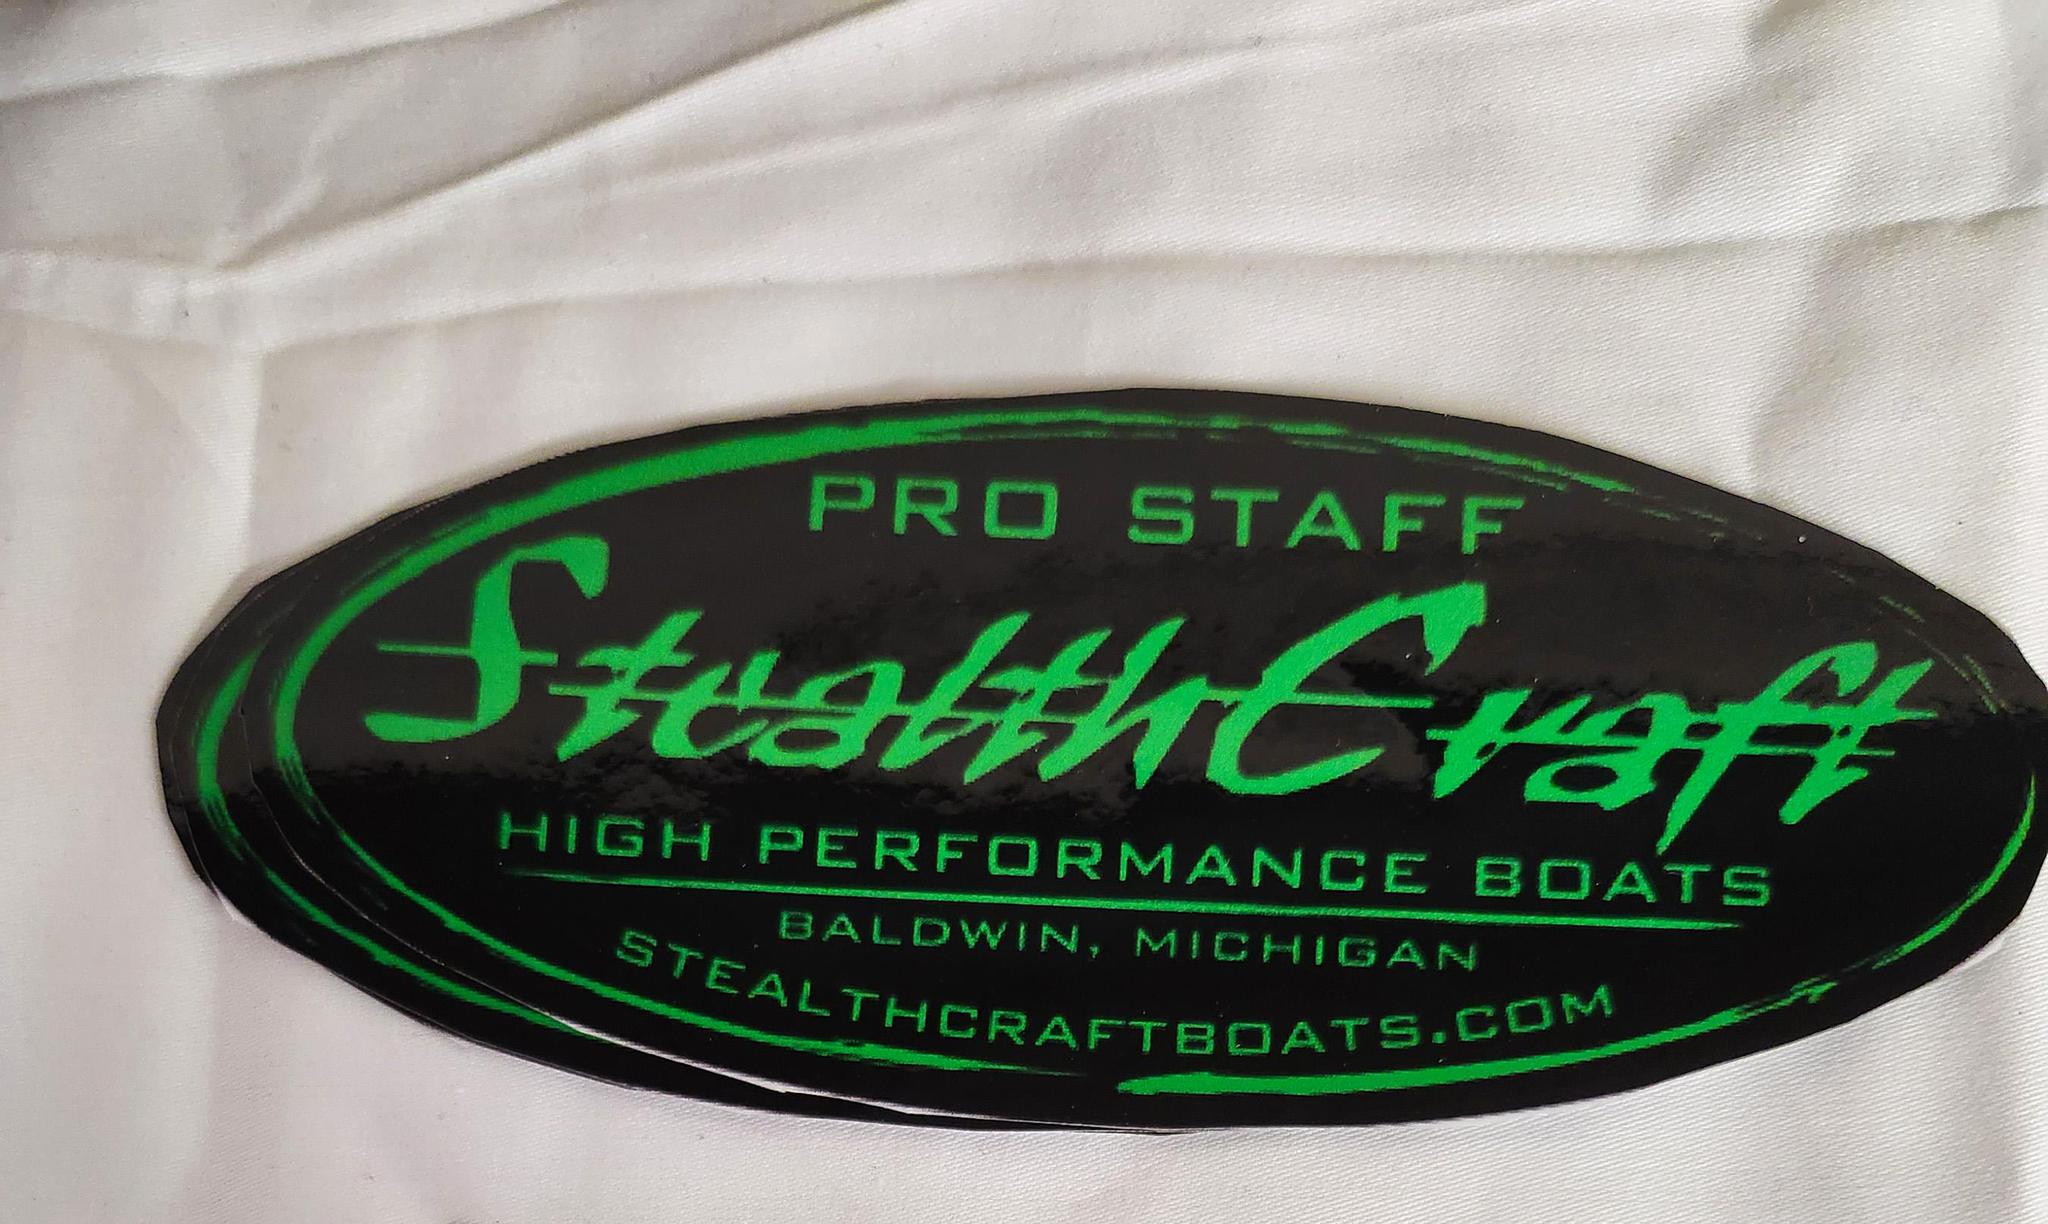 PRO STAFF
StealthCraft
HIGH PERFORMANCE BOATS
BALDWIN, MICHIGAN
STEALTHCRAFTBOATS.COM